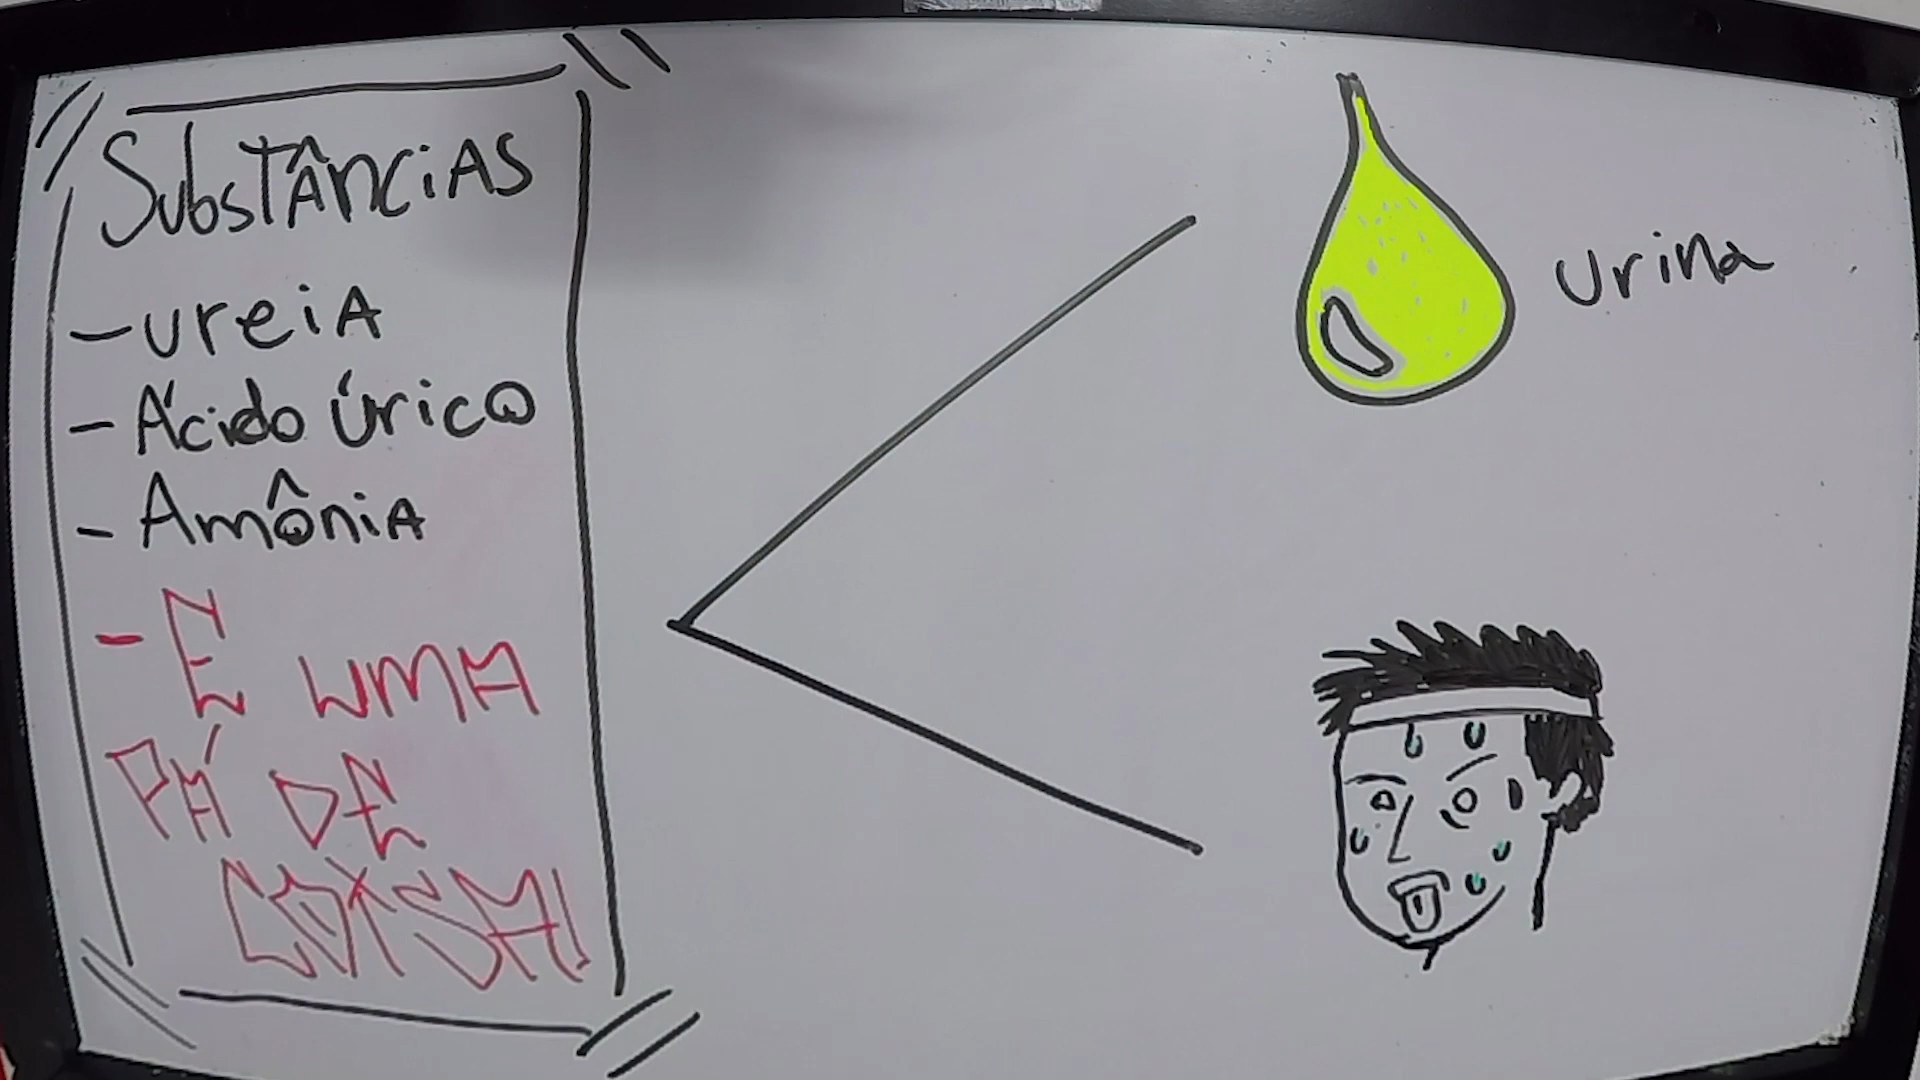 Substâncias
- ureia
- Ácido úrico
- Amônia
- E uma
pá de
coisa!
urina